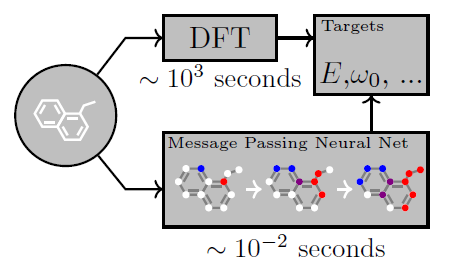 DFT
Targets
E,ω₀, ...
∼ 10³ seconds
Message Passing Neural Net
∼ 10⁻² seconds